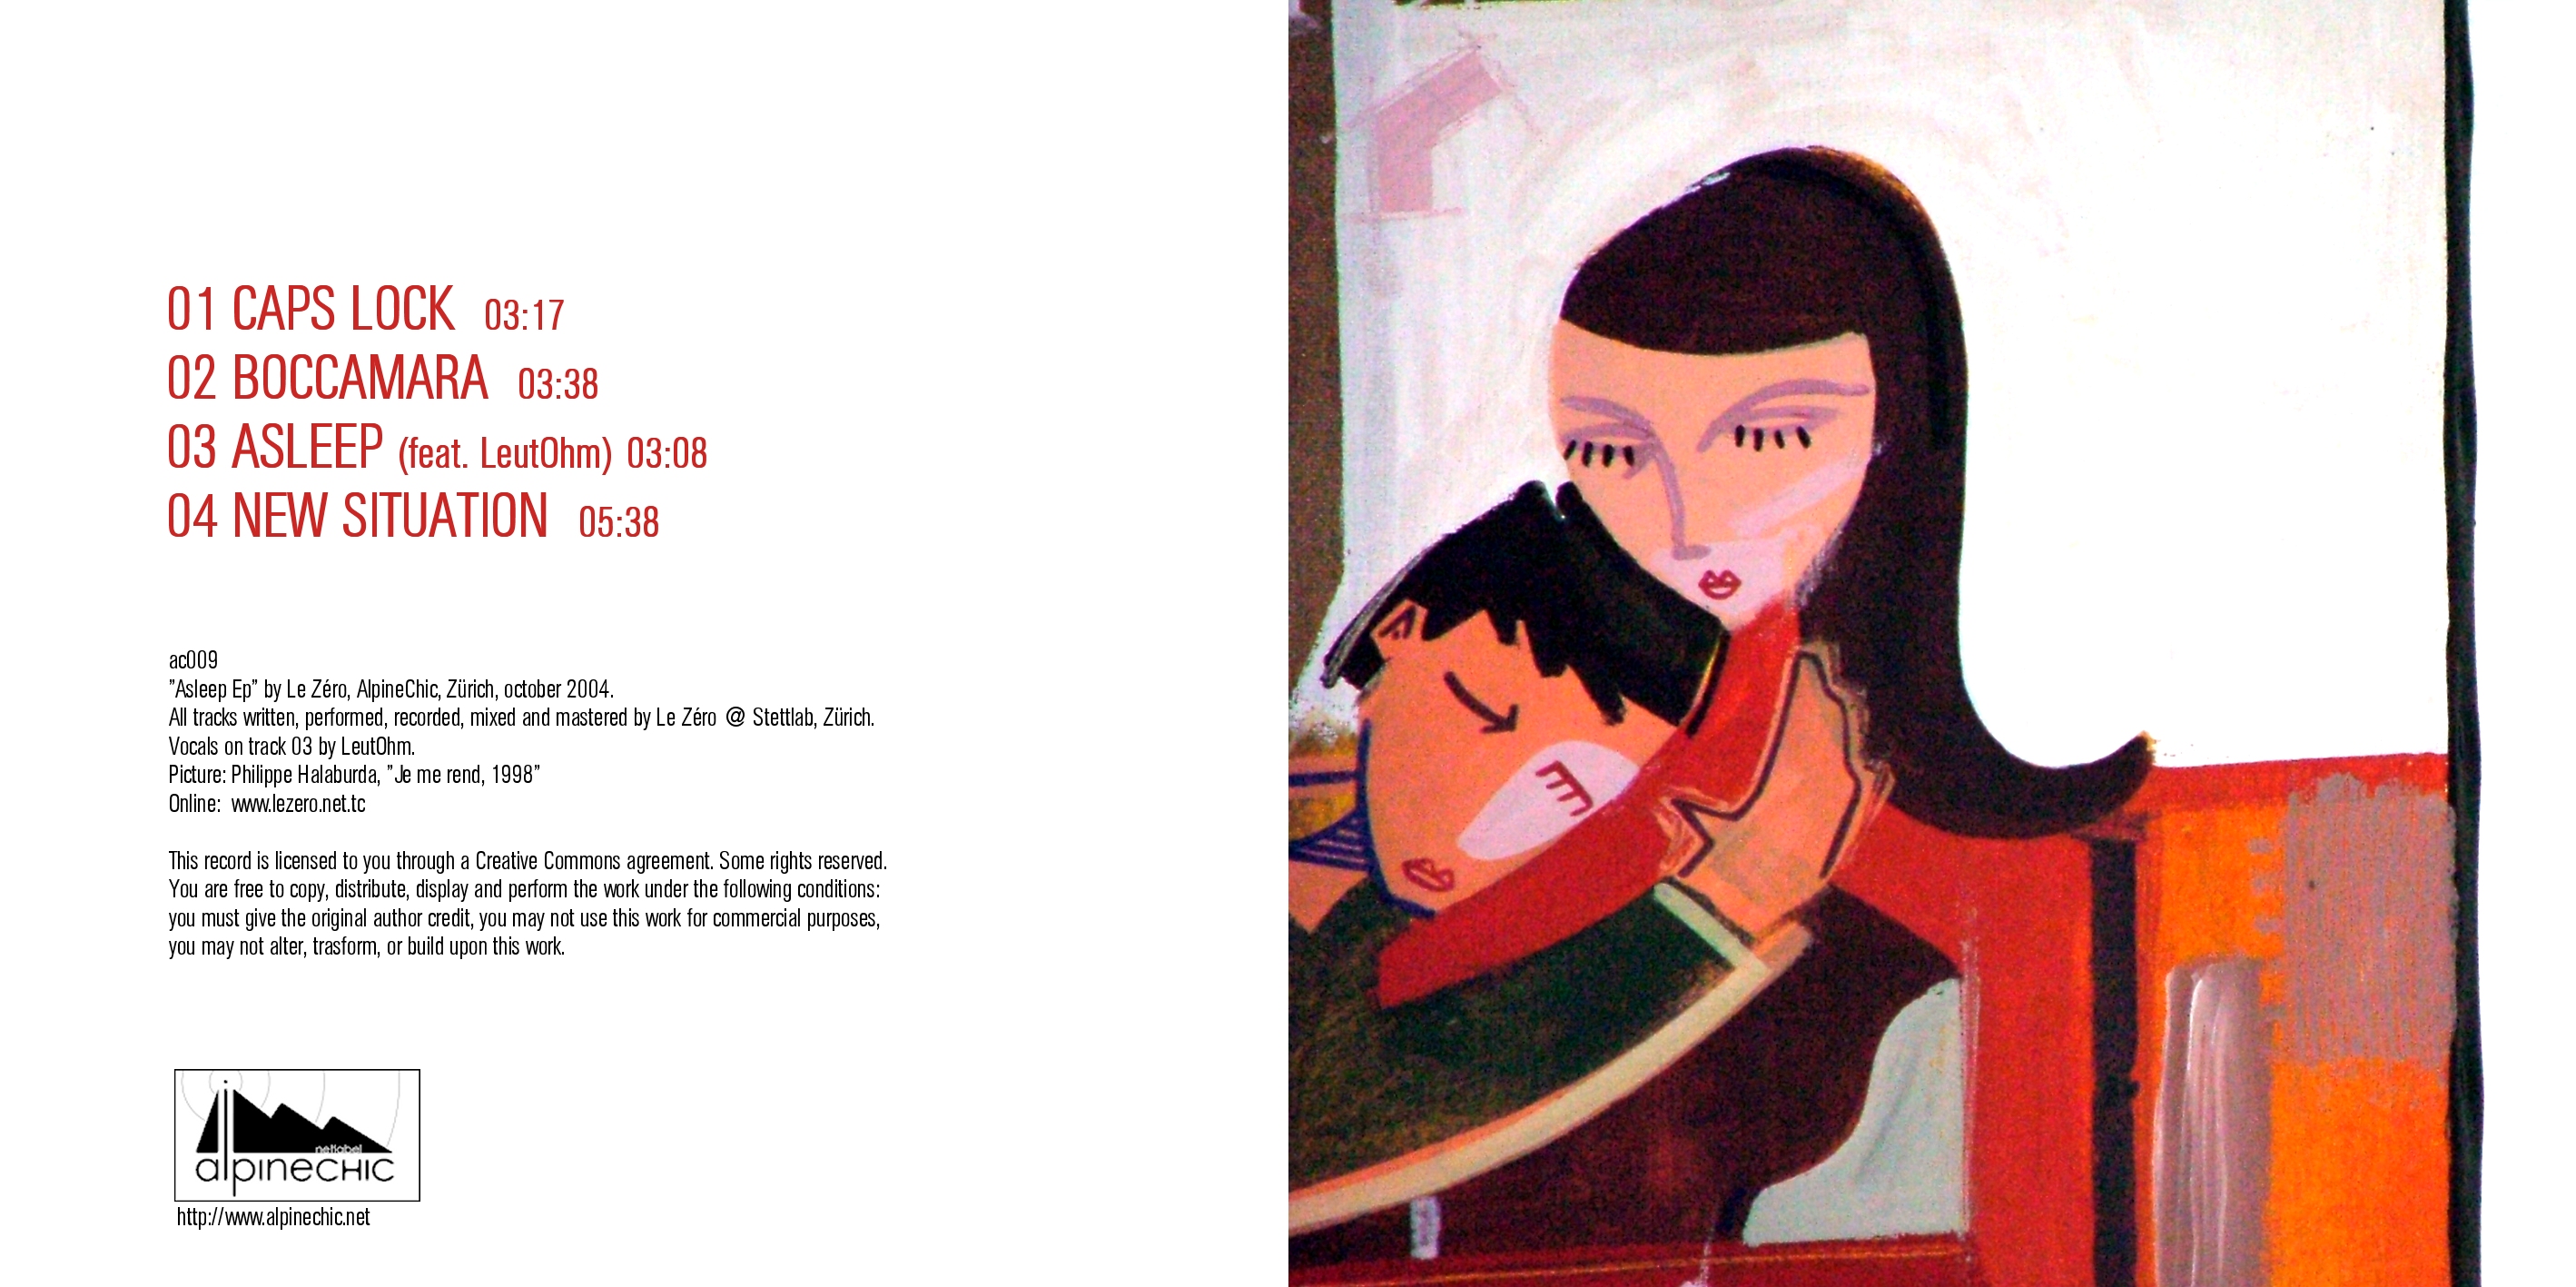 01 CAPS LOCK 03:17
02 BOCCAMARA 03:38
03 ASLEEP (feat. LeutOhm) 03:08
04 NEW SITUATION 05:38
ac009
"Asleep Ep" by Le Zéro, AlpineChic, Zürich, october 2004.
All tracks written, performed, recorded, mixed and mastered by Le Zéro @ Stettlab, Zürich.
Vocals on track 03 by LeutOhm.
Picture: Philippe Halaburda, "Je me rend, 1998"
Online: www.lezero.net.tc
This record is licensed to you through a Creative Commons agreement. Some rights reserved.
You are free to copy, distribute, display and perform the work under the following conditions:
you must give the original author credit, you may not use this work for commercial purposes,
you may not alter, trasform, or build upon this work.
netlabel
alpineCHIC
http://www.alpinechic.net